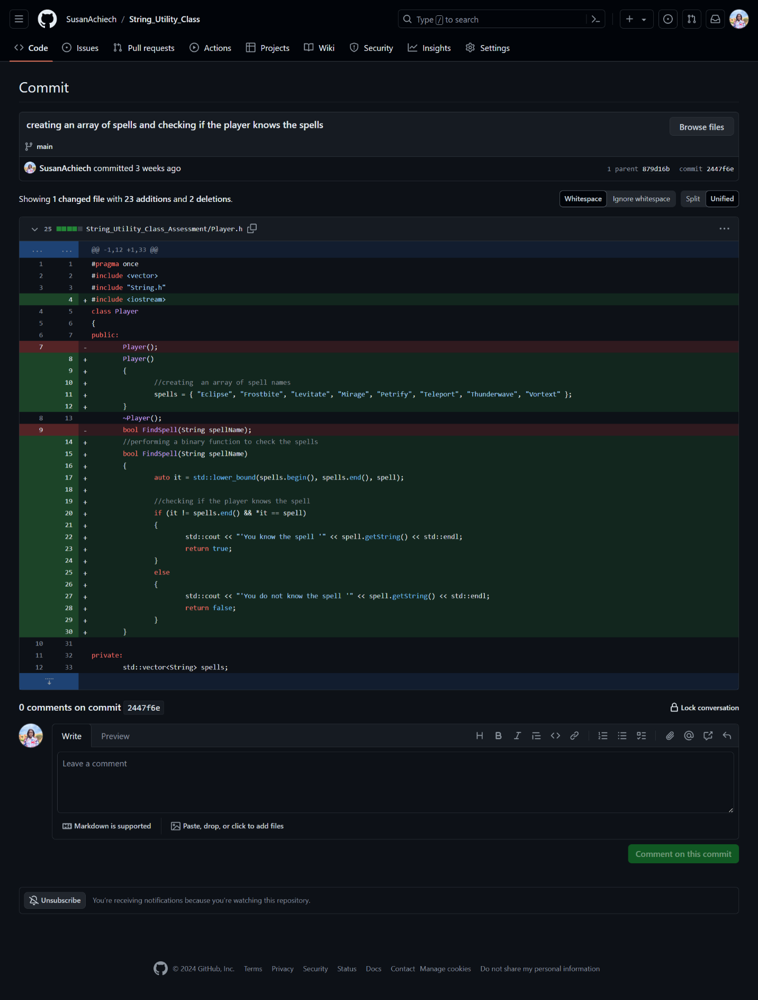 SusanAchiech / String_Utility_Class
Type / to search
Code Issues Pull requests Actions Projects Wiki Security Insights Settings
Commit
creating an array of spells and checking if the player knows the spells
Browse files
main
SusanAchiech committed 3 weeks ago
1 parent 879d16b commit 2447f6e
Showing 1 changed file with 23 additions and 2 deletions.
Whitespace Ignore whitespace Split Unified
25 String_Utility_Class_Assessment/Player.h
... ... @@ -1,12 +1,33 @@
1 1 #pragma once
2 2 #include <vector>
3 3 #include "String.h"
4 + #include <iostream>
4 5 class Player
5 6 {
6 7 public:
7 - Player();
8 + Player()
9 + {
10 + //creating  an array of spell names
11 + spells = { "Eclipse", "Frostbite", "Levitate", "Mirage", "Petrify", "Teleport", "Thunderwave", "Vortext" };
12 + }
8 13 ~Player();
9 - bool FindSpell(String spellName);
14 + //performing a binary function to check the spells
15 + bool FindSpell(String spellName)
16 + {
17 + auto it = std::lower_bound(spells.begin(), spells.end(), spell);
18 +
19 + //checking if the player knows the spell
20 + if (it != spells.end() && *it == spell)
21 + {
22 + std::cout << "'You know the spell '" << spell.getString() << std::endl;
23 + return true;
24 + }
25 + else
26 + {
27 + std::cout << "'You do not know the spell '" << spell.getString() << std::endl;
28 + return false;
29 + }
30 + }
10 31
11 32 private:
12 33 std::vector<String> spells;
0 comments on commit 2447f6e
Lock conversation
Write Preview
Leave a comment
Markdown is supported
Paste, drop, or click to add files
Comment on this commit
Unsubscribe You're receiving notifications because you're watching this repository.
© 2024 GitHub, Inc. Terms Privacy Security Status Docs Contact Manage cookies Do not share my personal information